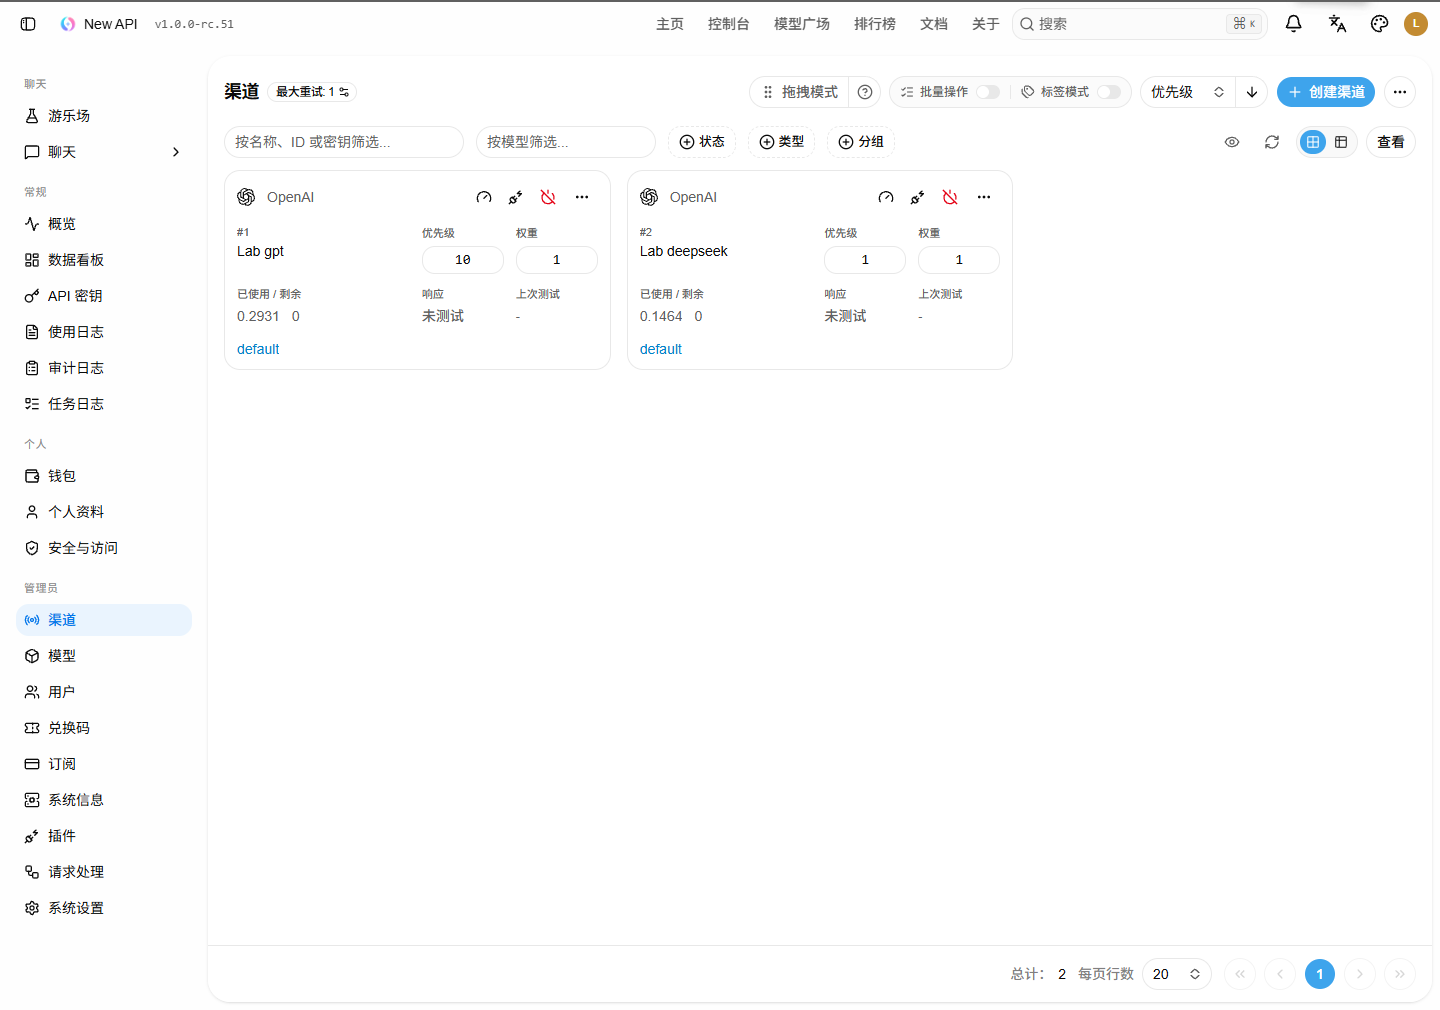 New API v1.0.0-rc.51 主页 控制台 模型广场 排行榜 文档 关于 搜索 ⌘ K L
聊天
游乐场
聊天
常规
概览
数据看板
API 密钥
使用日志
审计日志
任务日志
个人
钱包
个人资料
安全与访问
管理员
渠道
模型
用户
兑换码
订阅
系统信息
插件
请求处理
系统设置
渠道 最大重试: 1 拖拽模式 批量操作 标签模式 优先级 创建渠道
按名称、ID 或密钥筛选... 按模型筛选... 状态 类型 分组 查看
OpenAI
#1 优先级 权重
Lab gpt 10 1
已使用 / 剩余 响应 上次测试
0.2931 0 未测试 -
default
OpenAI
#2 优先级 权重
Lab deepseek 1 1
已使用 / 剩余 响应 上次测试
0.1464 0 未测试 -
default
总计: 2 每页行数 20 1